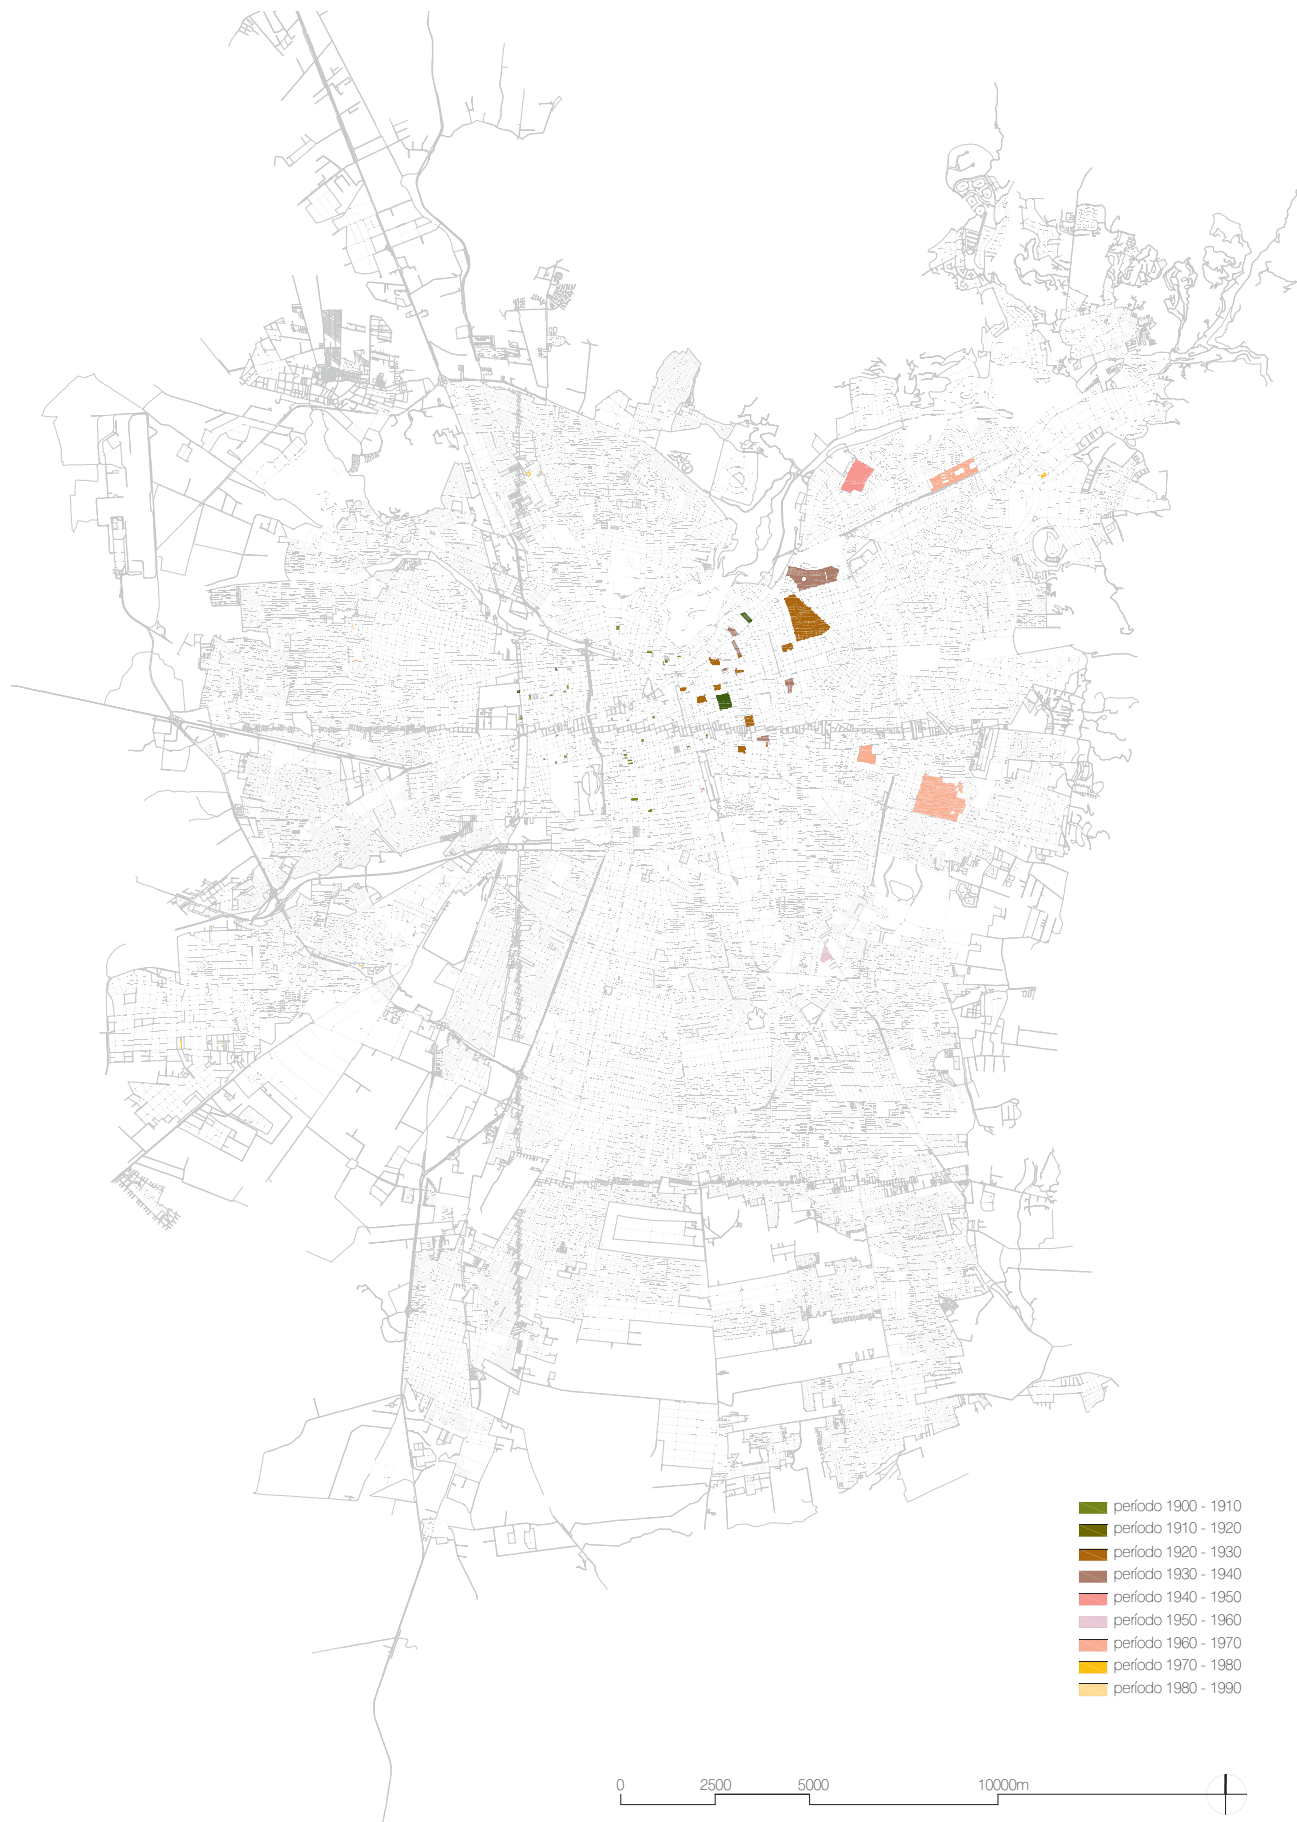 período 1900 - 1910
período 1910 - 1920
período 1920 - 1930
período 1930 - 1940
período 1940 - 1950
período 1950 - 1960
período 1960 - 1970
período 1970 - 1980
período 1980 - 1990
0 2500 5000 10000m